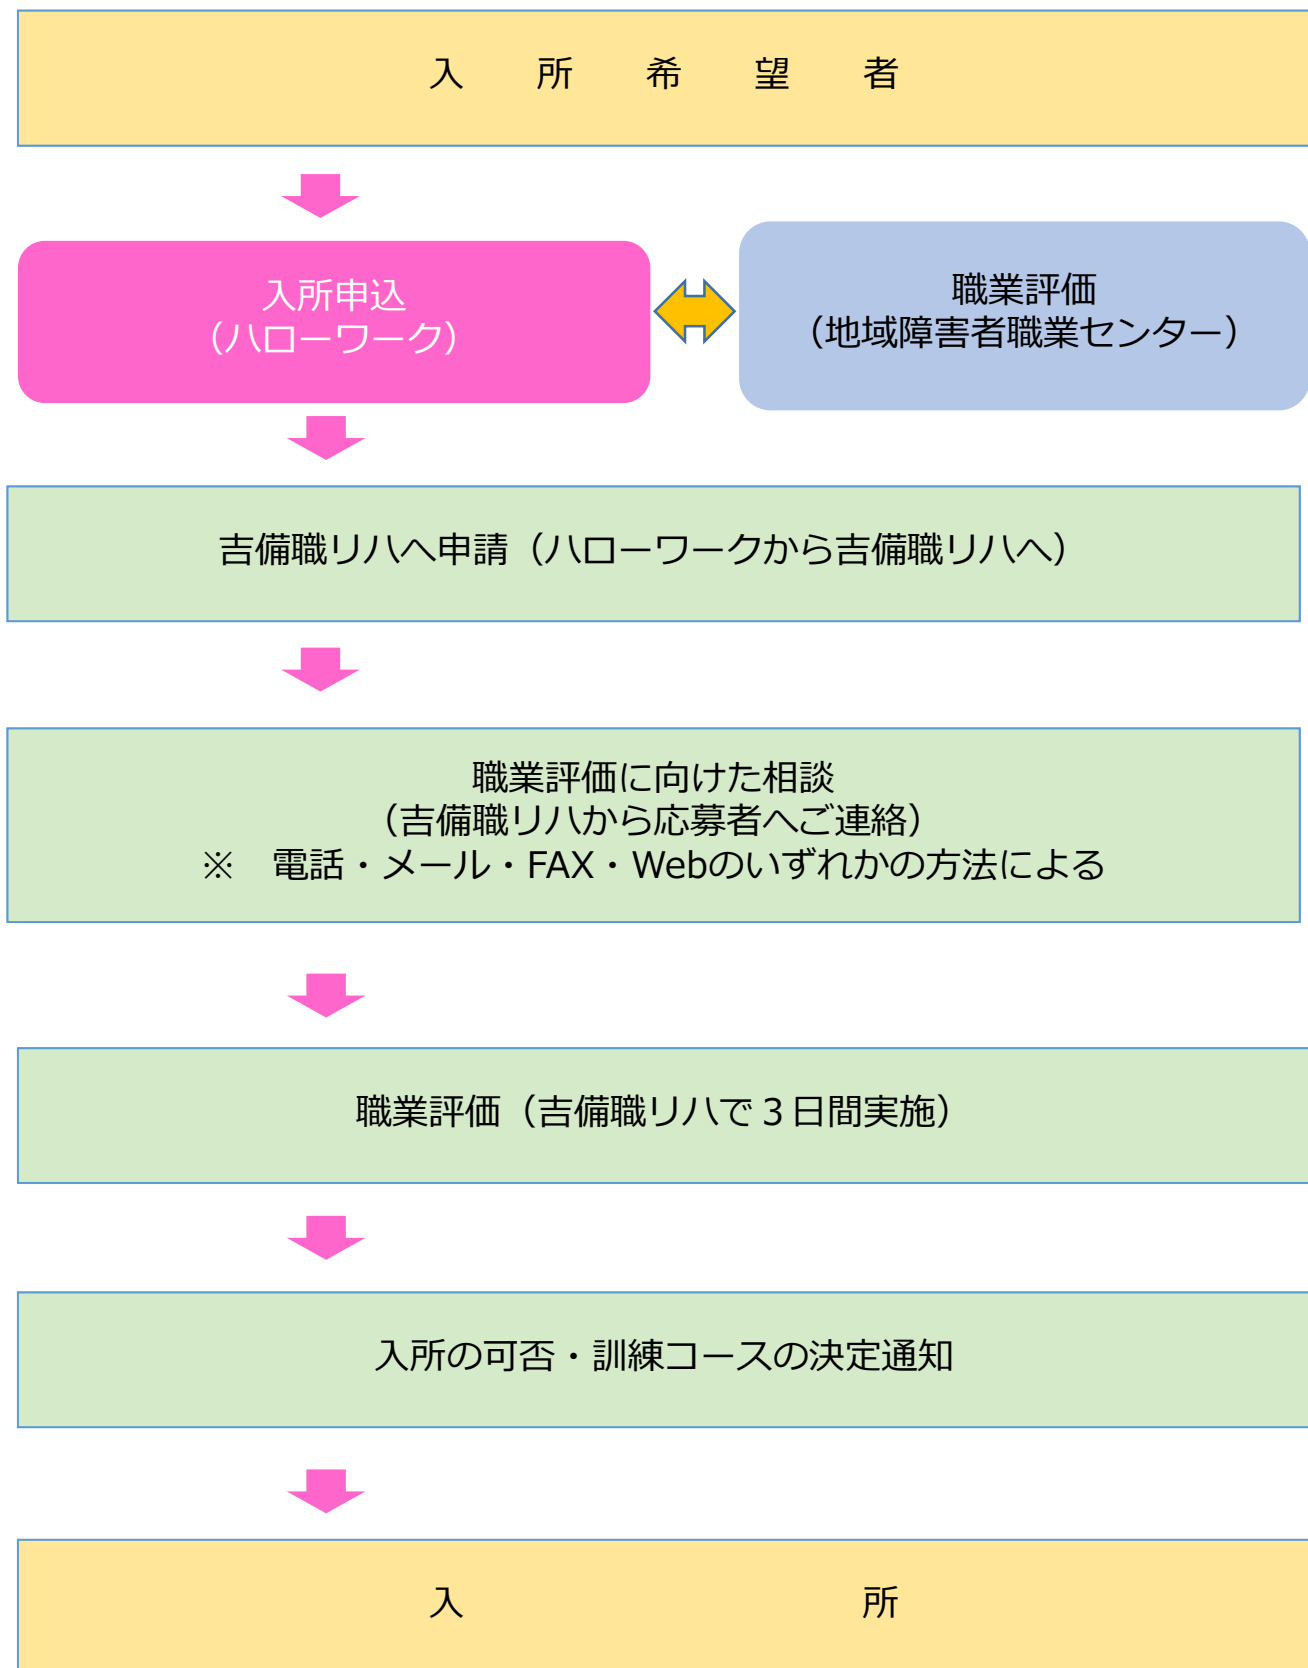 入　所　希　望　者
入所申込
（ハローワーク）
職業評価
（地域障害者職業センター）
吉備職リハへ申請（ハローワークから吉備職リハへ）
職業評価に向けた相談
（吉備職リハから応募者へご連絡）
※　電話・メール・FAX・Webのいずれかの方法による
職業評価（吉備職リハで３日間実施）
入所の可否・訓練コースの決定通知
入　　　　　　　所